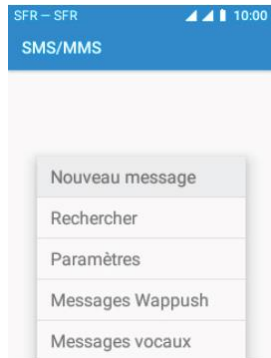 SFR – SFR 10:00
SMS/MMS
Nouveau message
Rechercher
Paramètres
Messages Wappush
Messages vocaux